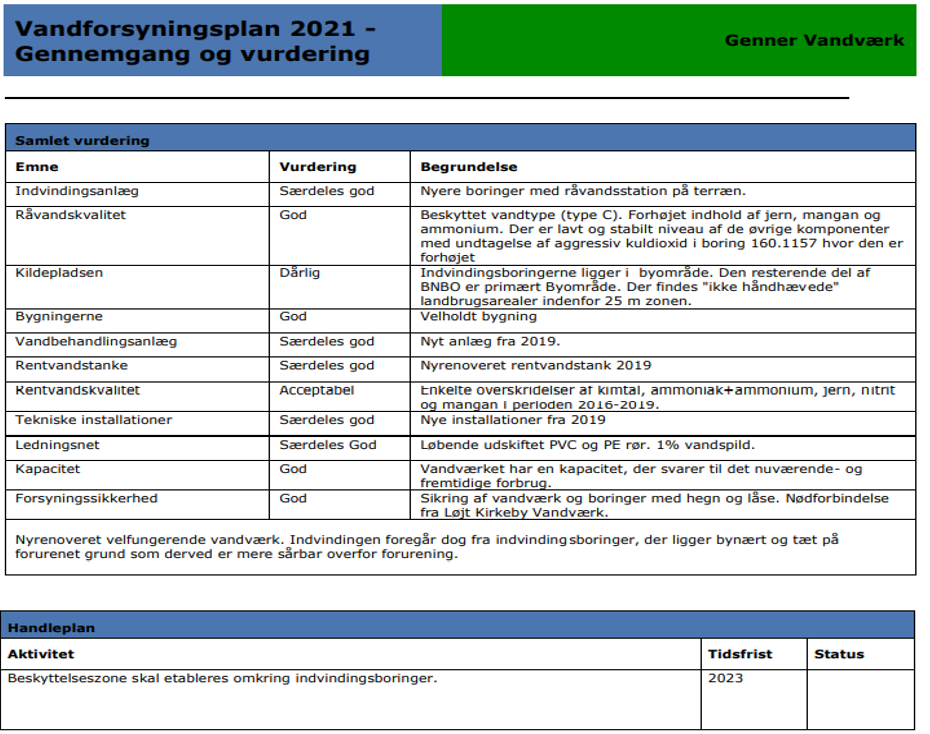 Vandforsyningsplan 2021 -
Gennemgang og vurdering
Genner Vandværk
Samlet vurdering
Emne Vurdering Begrundelse
Indvindingsanlæg Særdeles god Nyere boringer med råvandsstation på terræn.
Råvandskvalitet God Beskyttet vandtype (type C). Forhøjet indhold af jern, mangan og
ammonium. Der er lavt og stabilt niveau af de øvrige komponenter
med undtagelse af aggressiv kuldioxid i boring 160.1157 hvor den er
forhøjet
Kildepladsen Dårlig Indvindingsboringerne ligger i byområde. Den resterende del af
BNBO er primært Byområde. Der findes "ikke håndhævede"
landbrugsarealer indenfor 25 m zonen.
Bygningerne God Velholdt bygning
Vandbehandlingsanlæg Særdeles god Nyt anlæg fra 2019.
Rentvandstanke Særdeles god Nyrenoveret rentvandstank 2019
Rentvandskvalitet Acceptabel Enkelte overskridelser af kimtal, ammoniak+ammonium, jern, nitrit
og mangan i perioden 2016-2019.
Tekniske installationer Særdeles god Nye installationer fra 2019
Ledningsnet Særdeles God Løbende udskiftet PVC og PE rør. 1% vandspild.
Kapacitet God Vandværket har en kapacitet, der svarer til det nuværende- og
fremtidige forbrug.
Forsyningssikkerhed God Sikring af vandværk og boringer med hegn og låse. Nødforbindelse
fra Løjt Kirkeby Vandværk.
Nyrenoveret velfungerende vandværk. Indvindingen foregår dog fra indvindingsboringer, der ligger bynært og tæt på
forurenet grund som derved er mere sårbar overfor forurening.
Handleplan
Aktivitet Tidsfrist Status
Beskyttelseszone skal etableres omkring indvindingsboringer. 2023